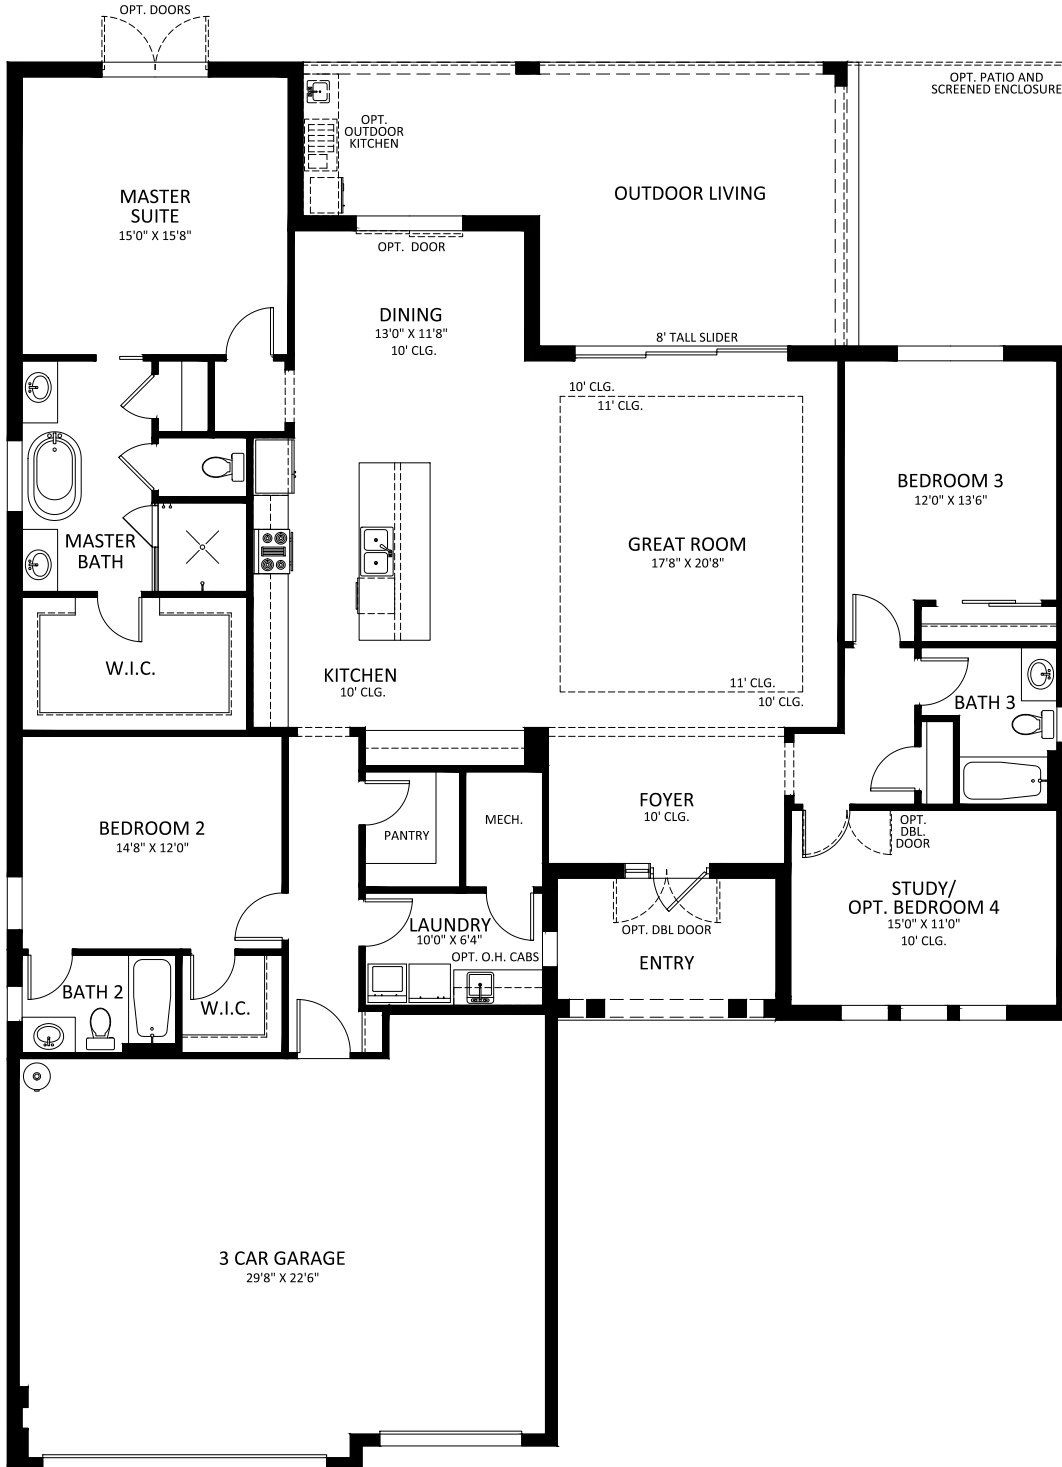 OPT. DOORS
OPT. PATIO AND
SCREENED ENCLOSURE
OPT.
OUTDOOR
KITCHEN
MASTER
SUITE
15'0" X 15'8"
OUTDOOR LIVING
OPT. DOOR
DINING
13'0" X 11'8"
10' CLG.
8' TALL SLIDER
10' CLG.
11' CLG.
BEDROOM 3
12'0" X 13'6"
MASTER
BATH
GREAT ROOM
17'8" X 20'8"
W.I.C.
KITCHEN
10' CLG.
11' CLG.
10' CLG.
BATH 3
BEDROOM 2
14'8" X 12'0"
PANTRY
MECH.
FOYER
10' CLG.
OPT.
DBL.
DOOR
STUDY/
OPT. BEDROOM 4
15'0" X 11'0"
10' CLG.
LAUNDRY
10'0" X 6'4"
OPT. O.H. CABS
OPT. DBL DOOR
ENTRY
BATH 2
W.I.C.
3 CAR GARAGE
29'8" X 22'6"